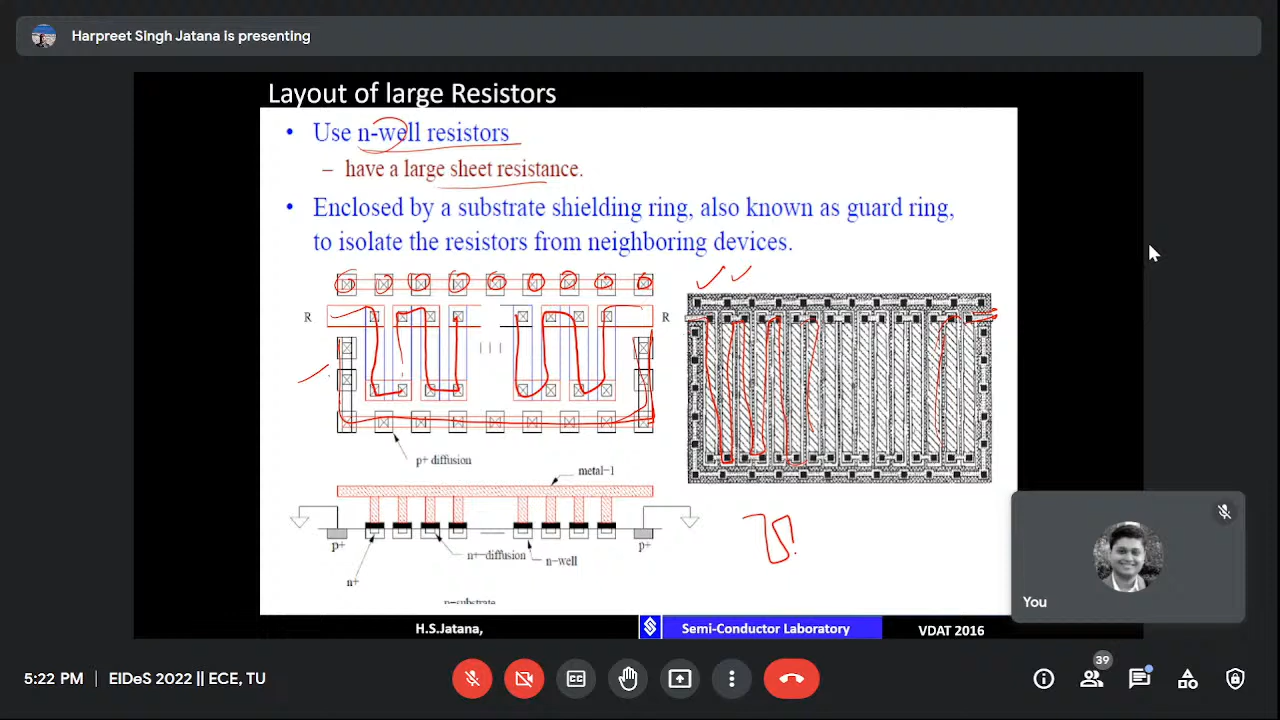 Harpreet Singh Jatana is presenting
Layout of large Resistors
• Use n-well resistors
– have a large sheet resistance.
• Enclosed by a substrate shielding ring, also known as guard ring,
to isolate the resistors from neighboring devices.
R
R
p+ diffusion
metal-1
p+
n+-diffusion
n-well
p+
n+
p-substrate
H.S.Jatana,
Semi-Conductor Laboratory
VDAT 2016
You
5:22 PM | EIDeS 2022 || ECE, TU
CC
39